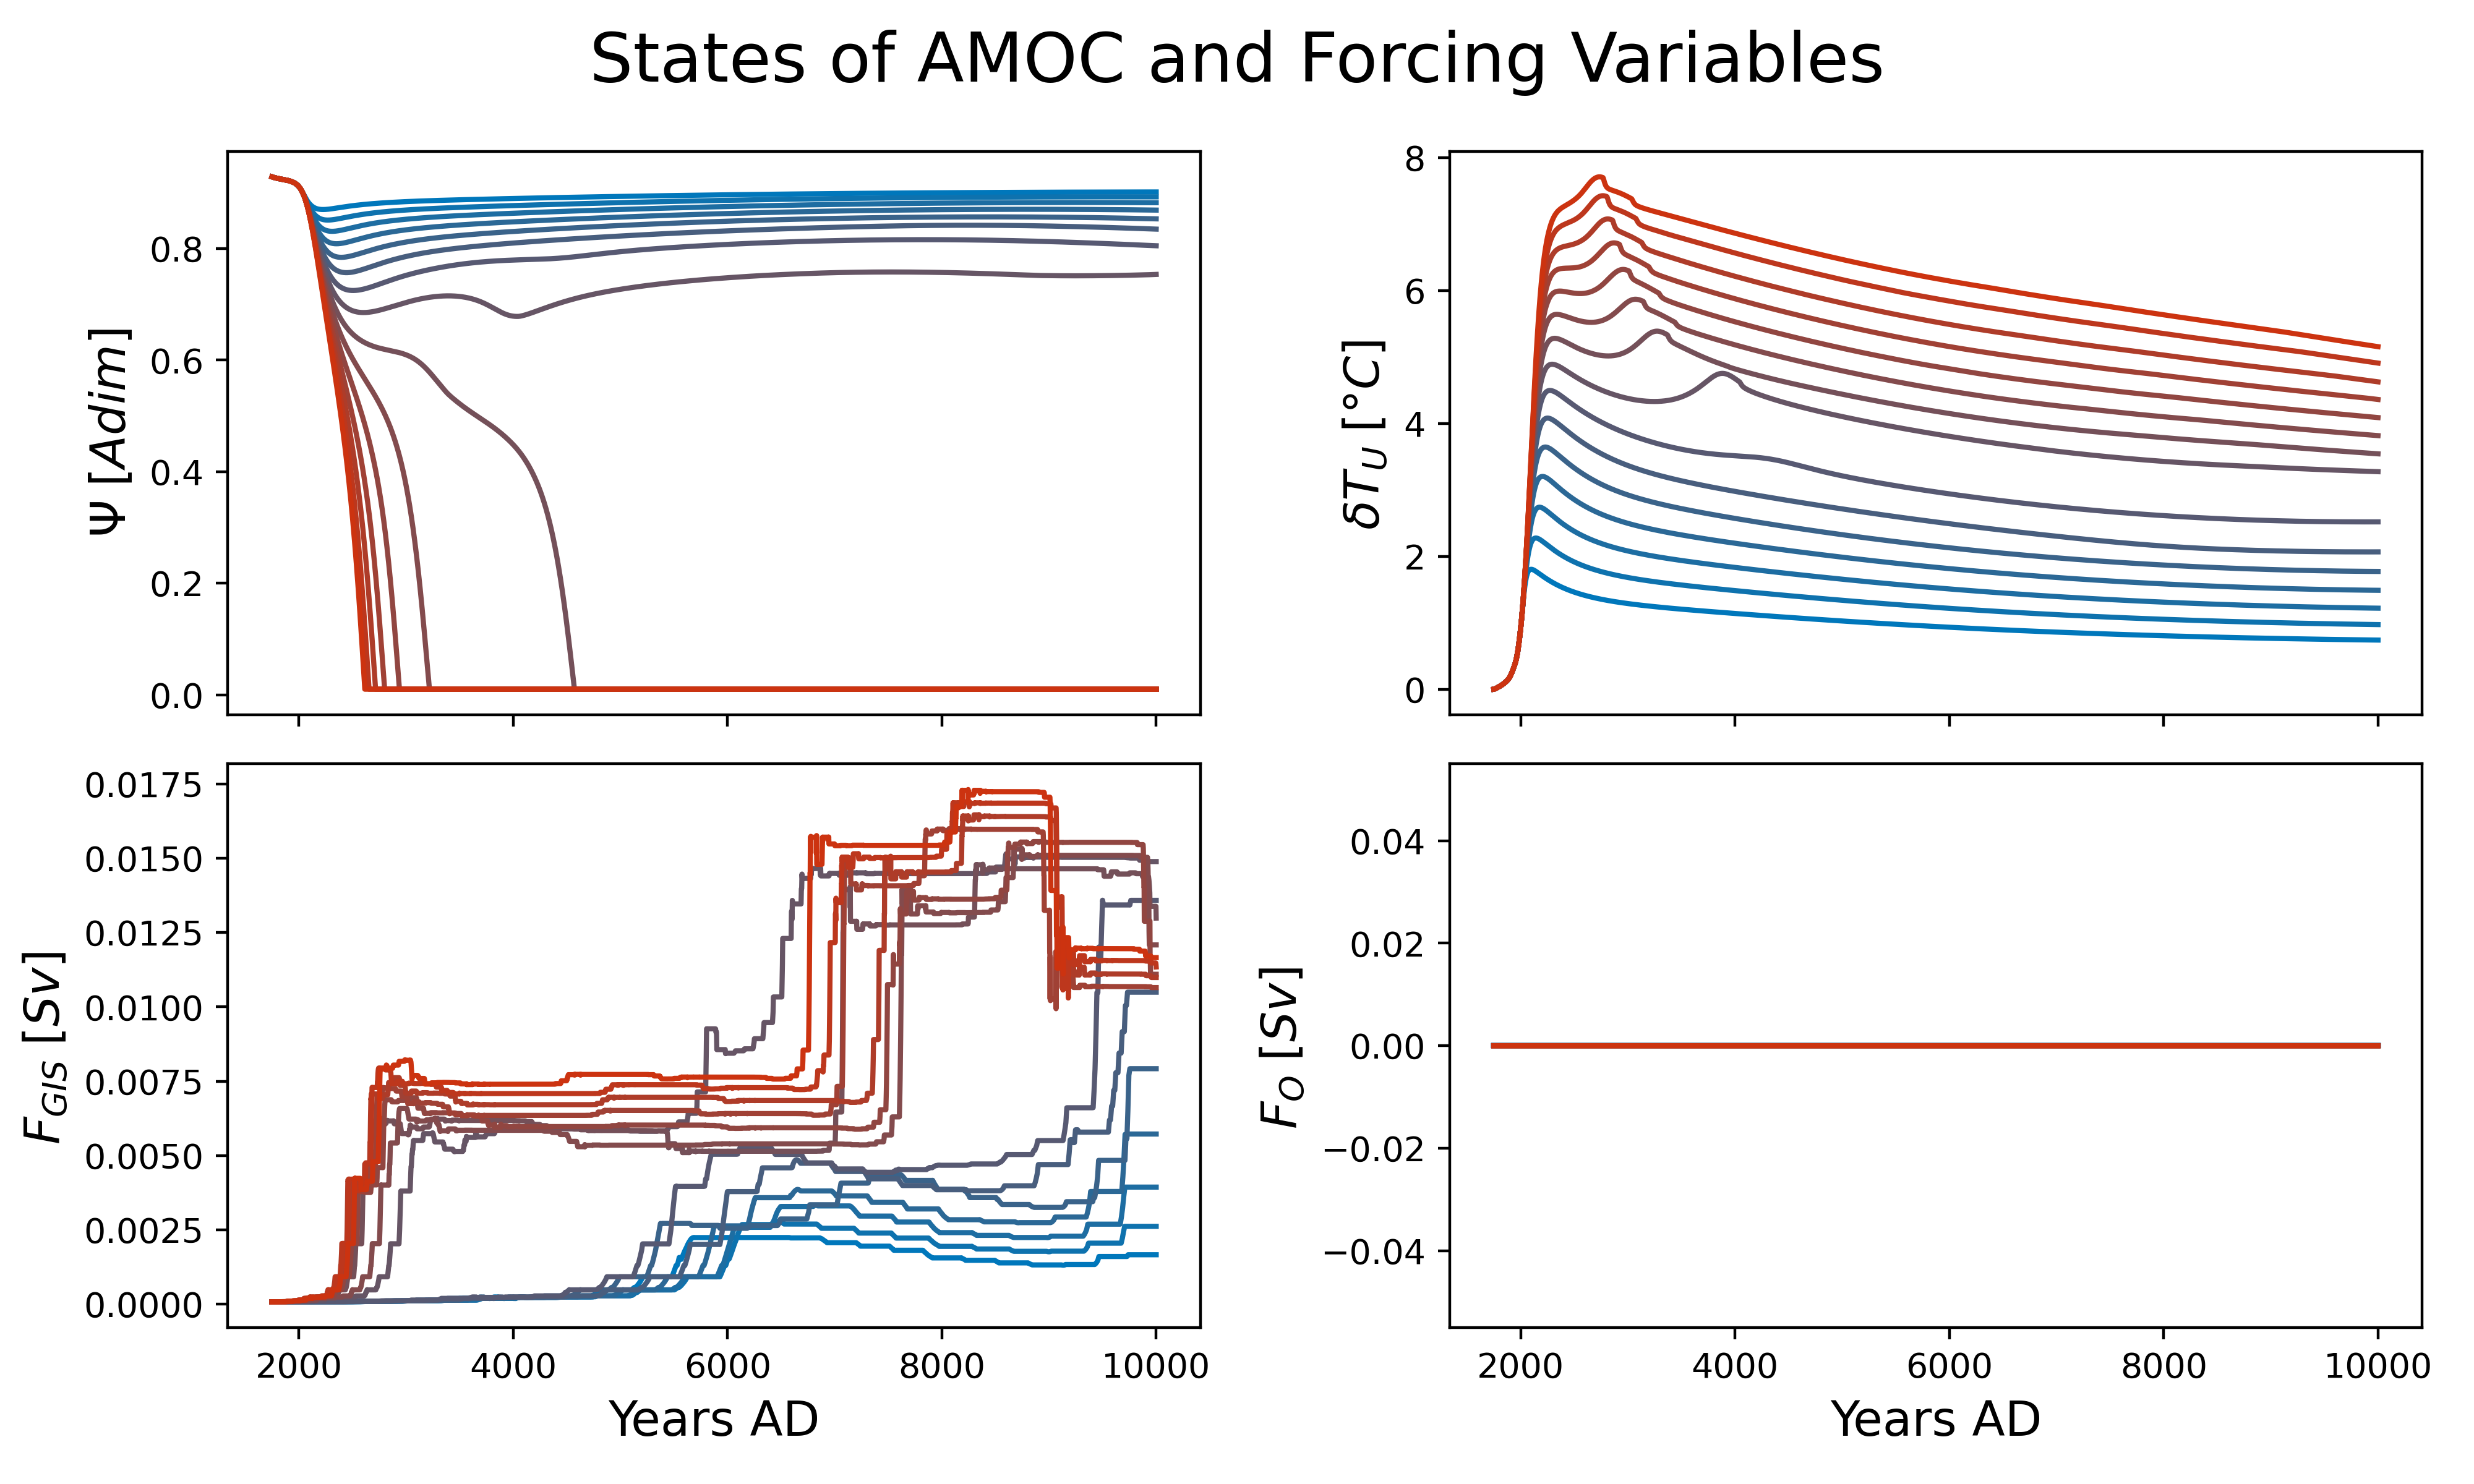 States of AMOC and Forcing Variables
Ψ [Adim]
0.8
0.6
0.4
0.2
0.0
δT_U [°C]
8
6
4
2
0
F_GIS [Sv]
0.0175
0.0150
0.0125
0.0100
0.0075
0.0050
0.0025
0.0000
2000 4000 6000 8000 10000
Years AD
F_O [Sv]
0.04
0.02
0.00
−0.02
−0.04
2000 4000 6000 8000 10000
Years AD